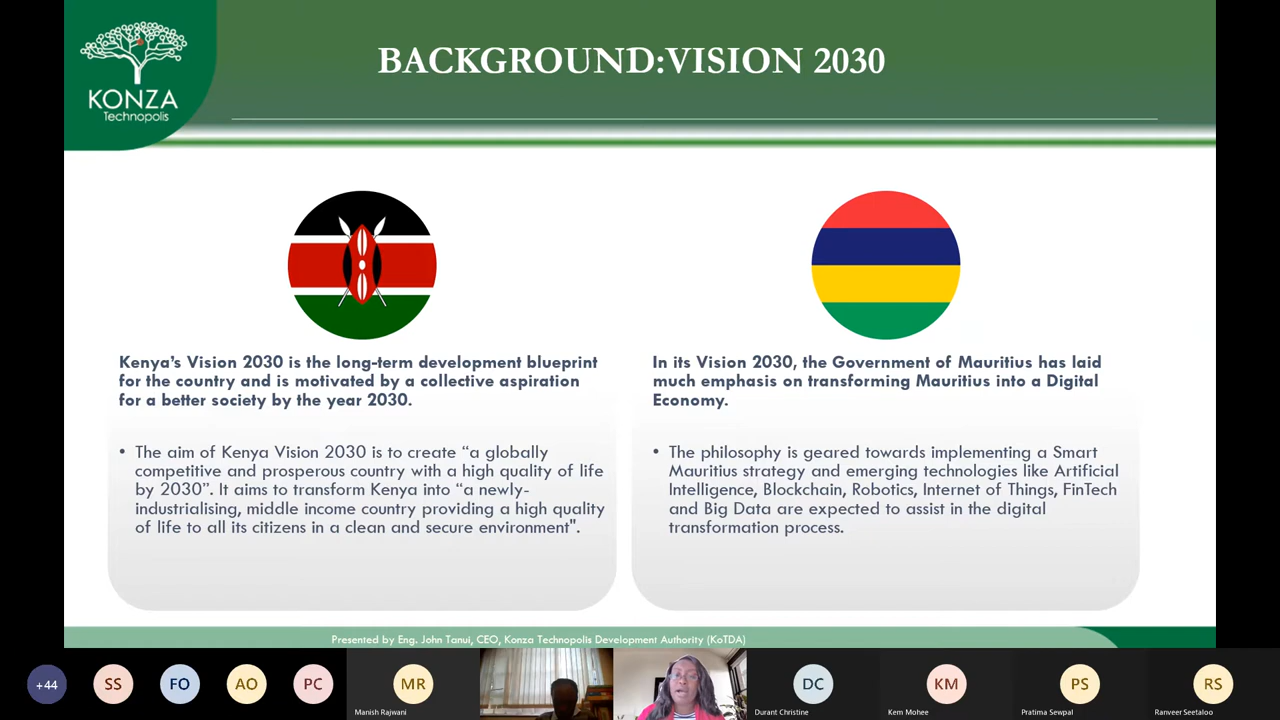 KONZA
Technopolis
BACKGROUND:VISION 2030
Kenya's Vision 2030 is the long-term development blueprint
for the country and is motivated by a collective aspiration
for a better society by the year 2030.
• The aim of Kenya Vision 2030 is to create “a globally
competitive and prosperous country with a high quality of life
by 2030”. It aims to transform Kenya into “a newly-
industrialising, middle income country providing a high quality
of life to all its citizens in a clean and secure environment".
In its Vision 2030, the Government of Mauritius has laid
much emphasis on transforming Mauritius into a Digital
Economy.
• The philosophy is geared towards implementing a Smart
Mauritius strategy and emerging technologies like Artificial
Intelligence, Blockchain, Robotics, Internet of Things, FinTech
and Big Data are expected to assist in the digital
transformation process.
Presented by Eng. John Tanui, CEO, Konza Technopolis Development Authority (KoTDA)
+44
SS
FO
AO
PC
MR
Manish Rajwani
DC
Durant Christine
KM
Kem Mohee
PS
Pratima Sewpal
RS
Ranveer Seetaloo